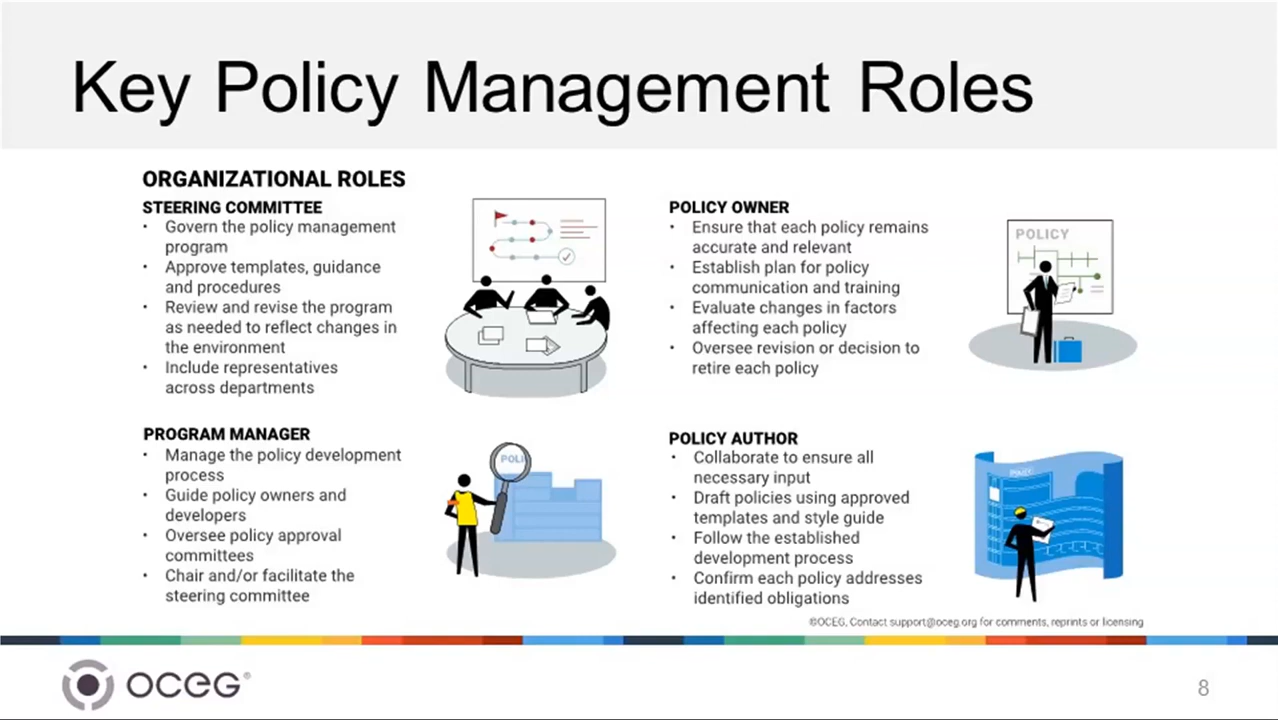 Key Policy Management Roles
ORGANIZATIONAL ROLES
STEERING COMMITTEE
• Govern the policy management
program
• Approve templates, guidance
and procedures
• Review and revise the program
as needed to reflect changes in
the environment
• Include representatives
across departments
POLICY OWNER
• Ensure that each policy remains
accurate and relevant
• Establish plan for policy
communication and training
• Evaluate changes in factors
affecting each policy
• Oversee revision or decision to
retire each policy
POLICY
PROGRAM MANAGER
• Manage the policy development
process
• Guide policy owners and
developers
• Oversee policy approval
committees
• Chair and/or facilitate the
steering committee
POLI
POLICY AUTHOR
• Collaborate to ensure all
necessary input
• Draft policies using approved
templates and style guide
• Follow the established
development process
• Confirm each policy addresses
identified obligations
POLICY
©OCEG, Contact support@oceg.org for comments, reprints or licensing
OCEG®
8